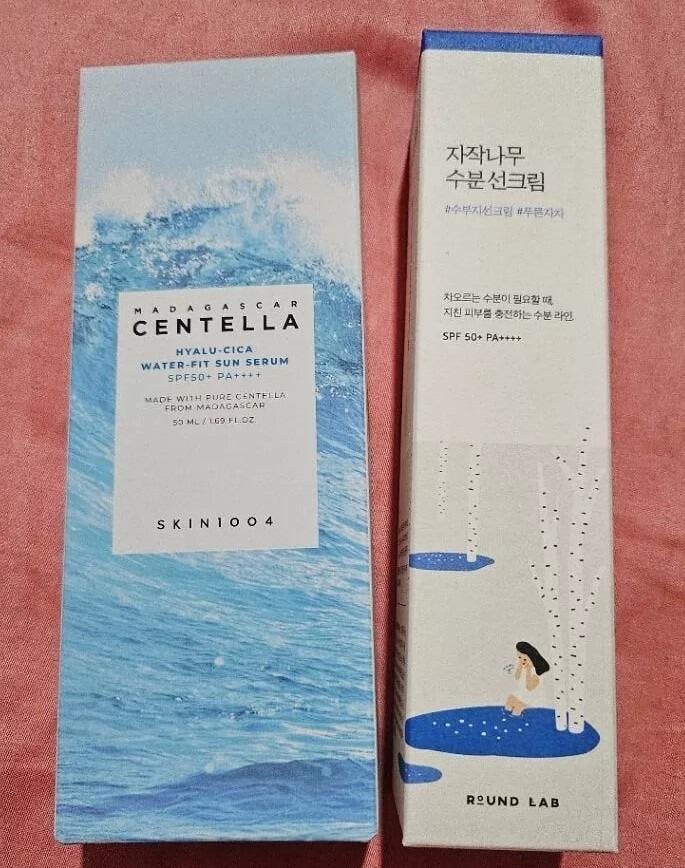 MADAGASCAR
CENTELLA
HYALU-CICA
WATER-FIT SUN SERUM
SPF50+ PA++++
MADE WITH PURE CENTELLA
FROM MADAGASCAR
50 ML / 1.69 FL.OZ.
SKIN1004
자작나무
수분 선크림
#수부지선크림 #푸른자차
차오르는 수분이 필요할 때,
지친 피부를 충전하는 수분 라인.
SPF 50+ PA++++
ROUND LAB